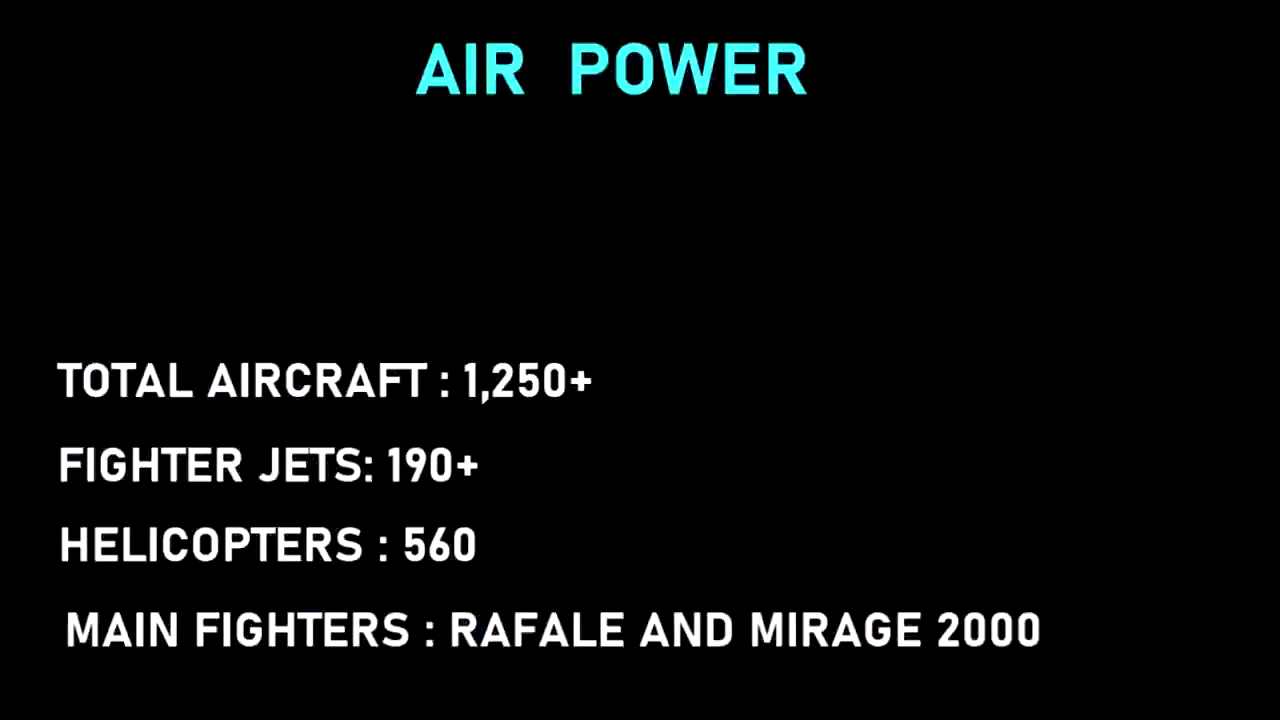 AIR POWER
TOTAL AIRCRAFT : 1,250+
FIGHTER JETS: 190+
HELICOPTERS : 560
MAIN FIGHTERS : RAFALE AND MIRAGE 2000